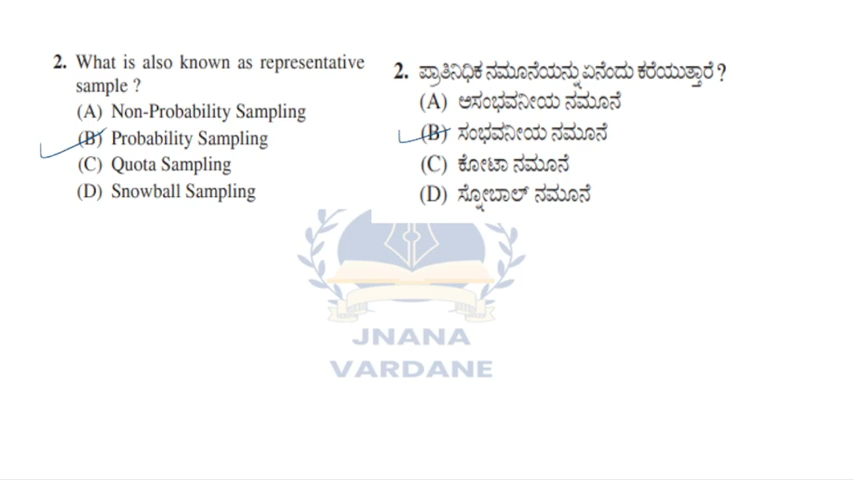 2. What is also known as representative
sample ?
(A) Non-Probability Sampling
(B) Probability Sampling
(C) Quota Sampling
(D) Snowball Sampling
2. ಪ್ರಾತಿನಿಧಿಕ ನಮೂನೆಯನ್ನು ಏನೆಂದು ಕರೆಯುತ್ತಾರೆ ?
(A) ಅಸಂಭವನೀಯ ನಮೂನೆ
(B) ಸಂಭವನೀಯ ನಮೂನೆ
(C) ಕೋಟಾ ನಮೂನೆ
(D) ಸ್ನೋಬಾಲ್ ನಮೂನೆ
JNANA
VARDANE